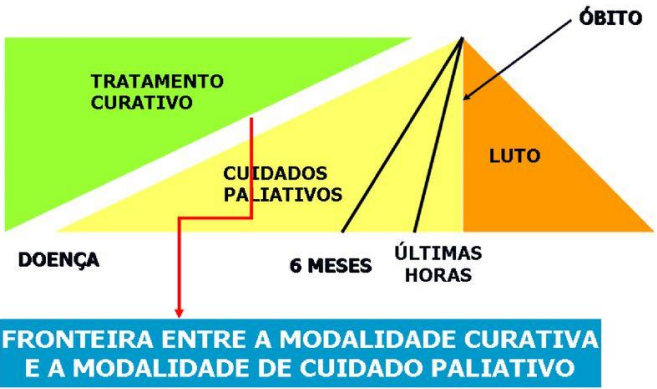 ÓBITO
TRATAMENTO
CURATIVO
LUTO
CUIDADOS
PALIATIVOS
DOENÇA
6 MESES
ÚLTIMAS
HORAS
FRONTEIRA ENTRE A MODALIDADE CURATIVA
E A MODALIDADE DE CUIDADO PALIATIVO